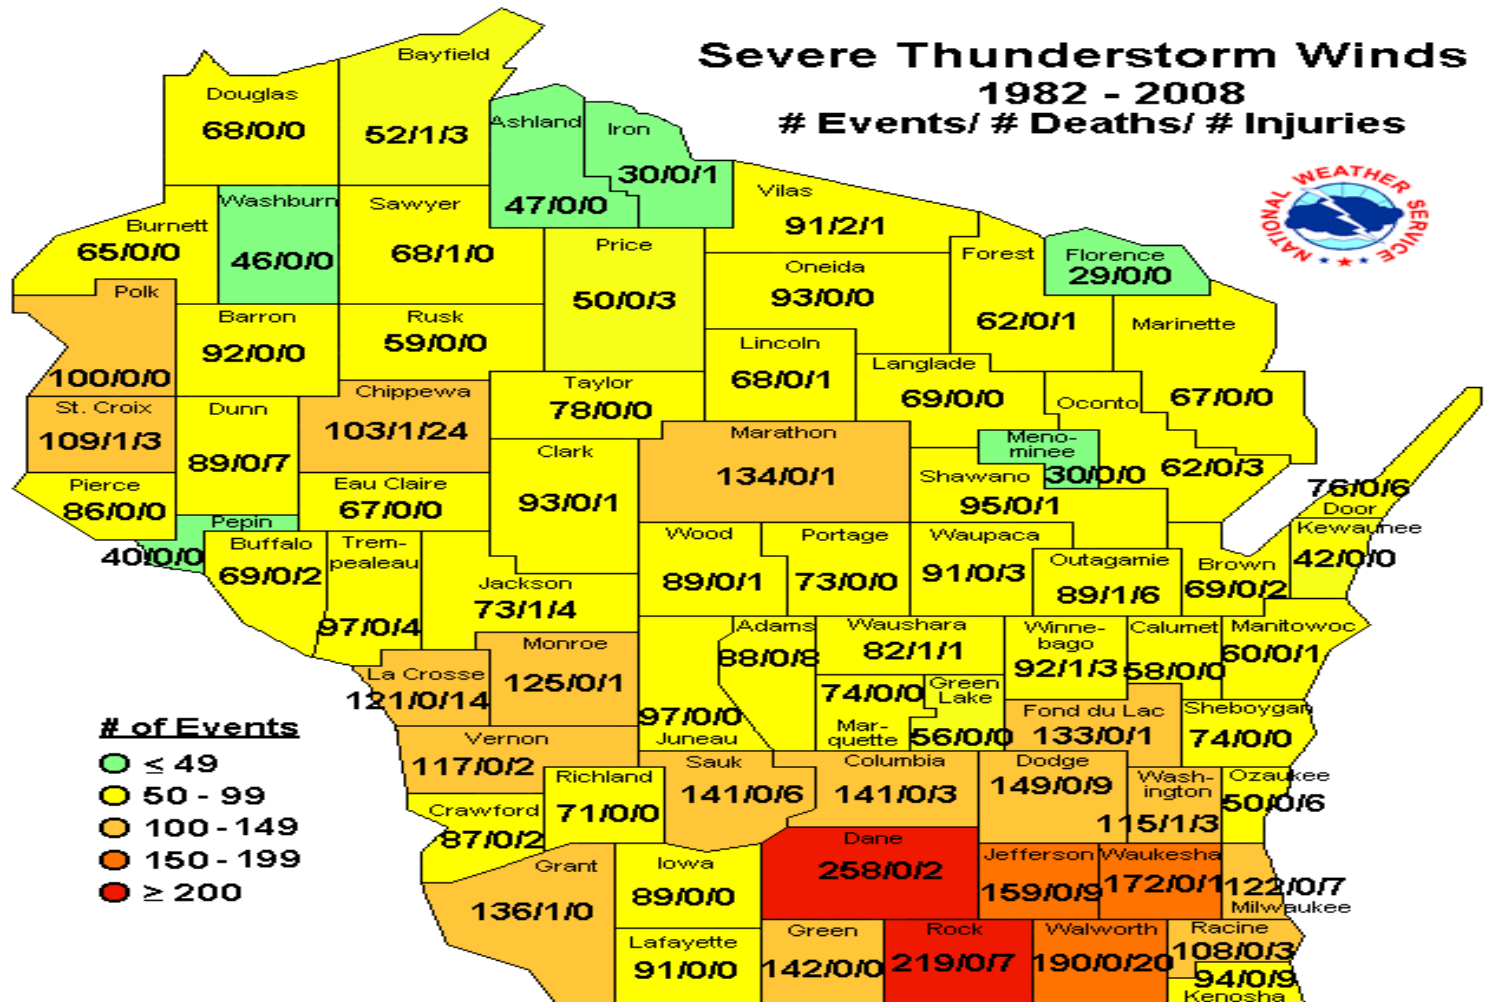 Severe Thunderstorm Winds
1982 - 2008
# Events/ # Deaths/ # Injuries
NATIONAL WEATHER SERVICE
Bayfield
52/1/3
Douglas
68/0/0
Ashland
47/0/0
Iron
30/0/1
Vilas
91/2/1
Washburn
46/0/0
Sawyer
68/1/0
Burnett
65/0/0
Price
50/0/3
Oneida
93/0/0
Forest
62/0/1
Florence
29/0/0
Polk
100/0/0
Barron
92/0/0
Rusk
59/0/0
Lincoln
68/0/1
Langlade
69/0/0
Marinette
67/0/0
St. Croix
109/1/3
Dunn
89/0/7
Chippewa
103/1/24
Taylor
78/0/0
Oconto
62/0/3
Marathon
134/0/1
Meno-
minee
30/0/0
Clark
93/0/1
Shawano
95/0/1
Pierce
86/0/0
Eau Claire
67/0/0
76/0/6
Door
Pepin
40/0/0
Buffalo
69/0/2
Trem-
pealeau
97/0/4
Jackson
73/1/4
Wood
89/0/1
Portage
73/0/0
Waupaca
91/0/3
Outagamie
89/1/6
Brown
69/0/2
Kewaunee
42/0/0
Monroe
125/0/1
La Crosse
121/0/14
Adams
88/0/8
Waushara
82/1/1
Winne-
bago
92/1/3
Calumet
58/0/0
Manitowoc
60/0/1
97/0/0
Juneau
74/0/0
Mar-
quette
Green
Lake
56/0/0
Fond du Lac
133/0/1
Sheboygan
74/0/0
Vernon
117/0/2
Richland
71/0/0
Sauk
141/0/6
Columbia
141/0/3
Dodge
149/0/9
Wash-
ington
115/1/3
Ozaukee
50/0/6
Crawford
87/0/2
Grant
136/1/0
Iowa
89/0/0
Dane
258/0/2
Jefferson
159/0/9
Waukesha
172/0/1
122/0/7
Milwaukee
Lafayette
91/0/0
Green
142/0/0
Rock
219/0/7
Walworth
190/0/20
Racine
108/0/3
94/0/9
Kenosha
# of Events
≤ 49
50 - 99
100 - 149
150 - 199
≥ 200